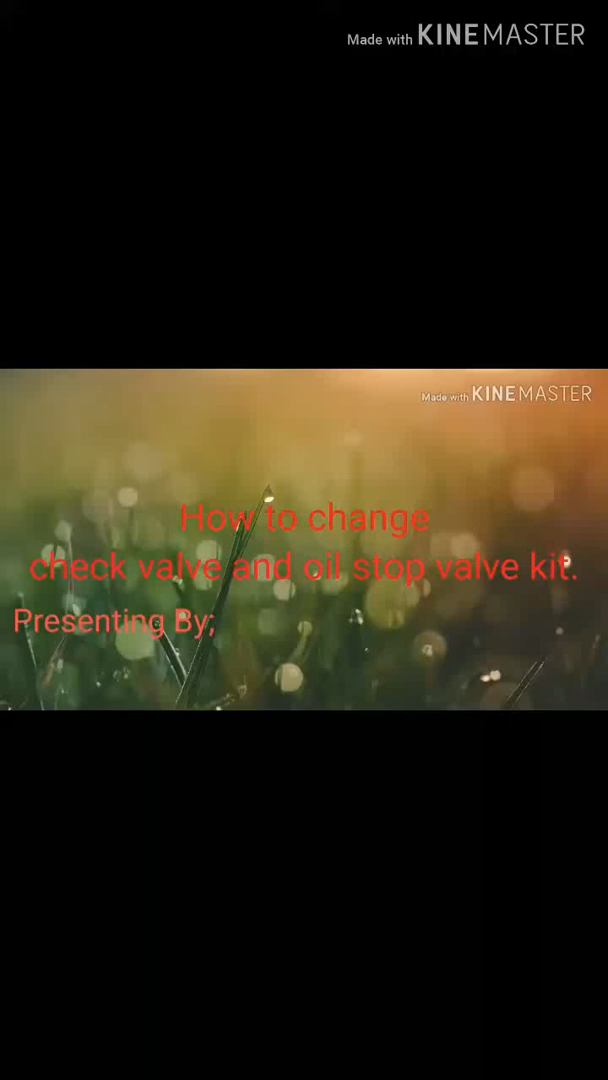 Made with KINEMASTER
Made with KINEMASTER
How to change
check valve and oil stop valve kit.
Presenting By;